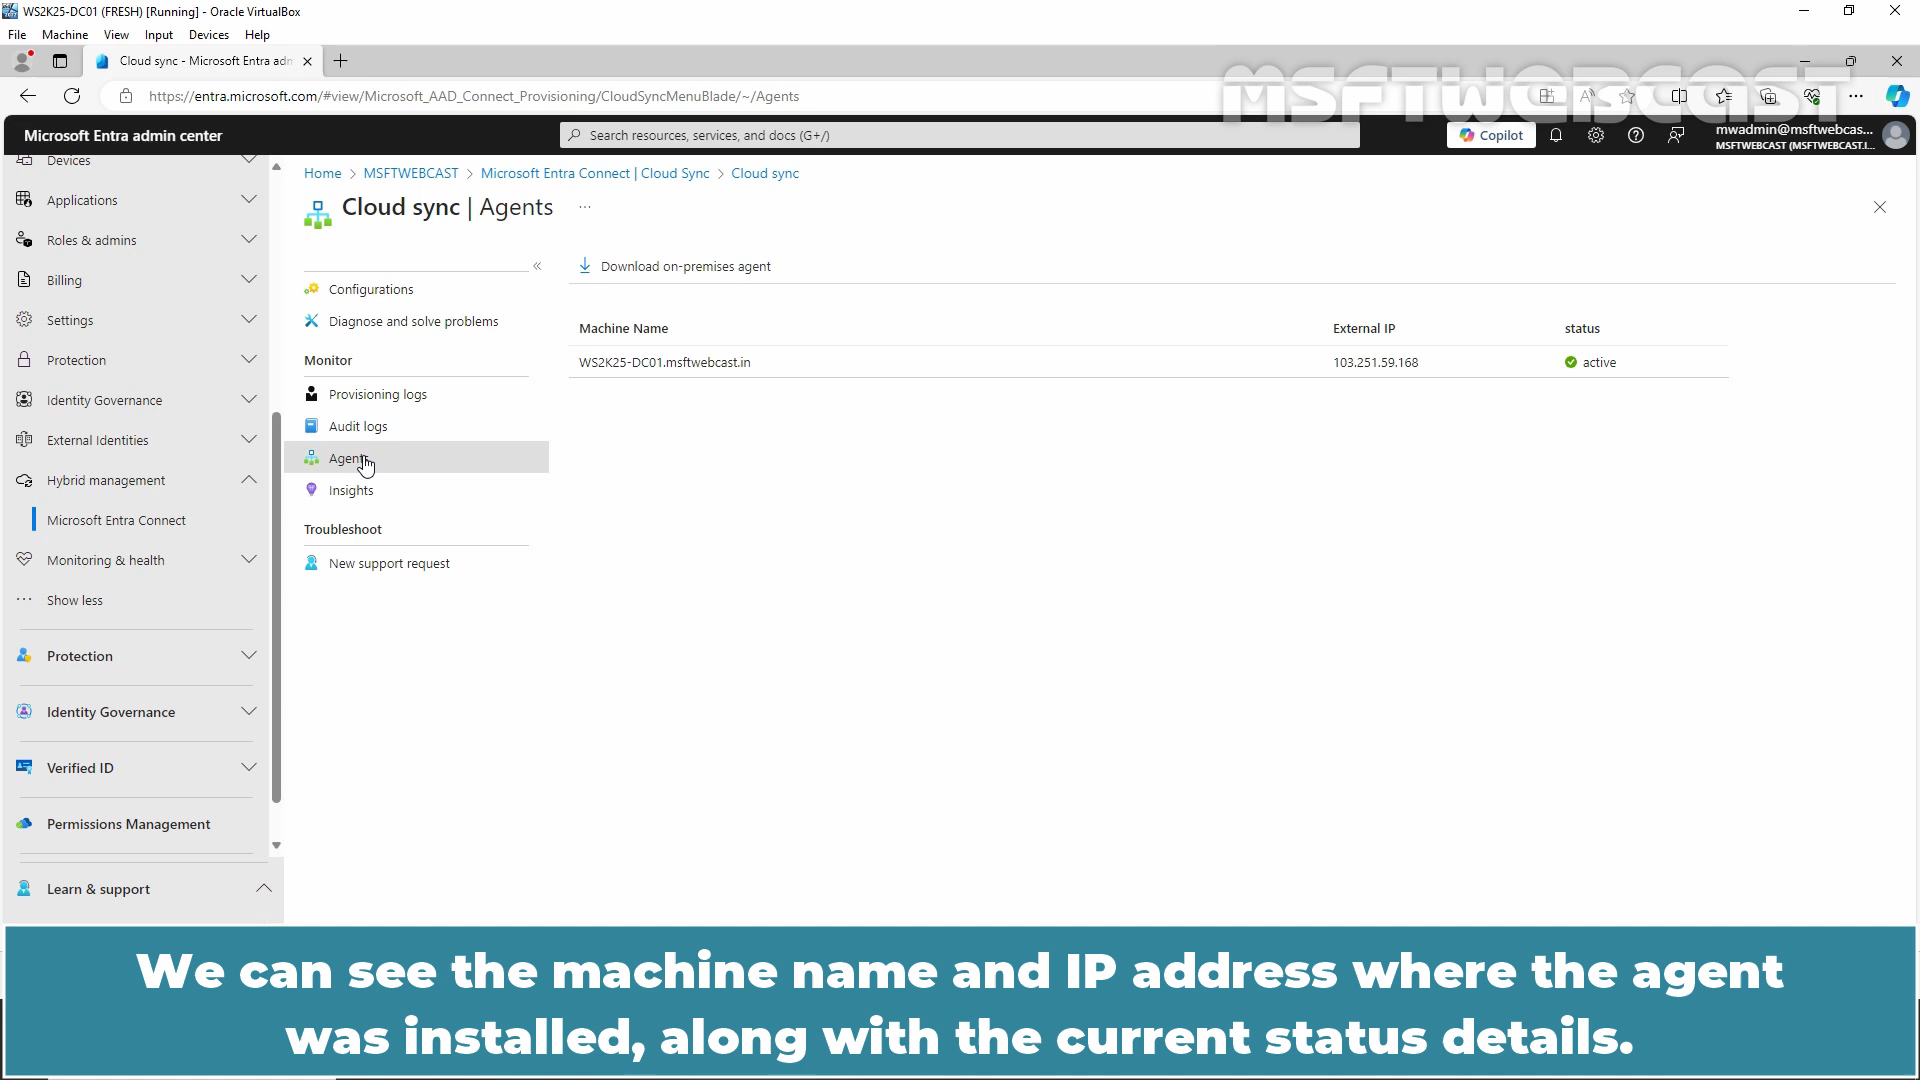 WS2K25-DC01 (FRESH) [Running] - Oracle VirtualBox
File Machine View Input Devices Help
Cloud sync - Microsoft Entra adm
https://entra.microsoft.com/#view/Microsoft_AAD_Connect_Provisioning/CloudSyncMenuBlade/~/Agents
MSFTWEBCAST
Microsoft Entra admin center
Search resources, services, and docs (G+/)
Copilot
mwadmin@msftwebcas...
MSFTWEBCAST (MSFTWEBCAST.I...
Devices
Applications
Roles & admins
Billing
Settings
Protection
Identity Governance
External Identities
Hybrid management
Microsoft Entra Connect
Monitoring & health
Show less
Protection
Identity Governance
Verified ID
Permissions Management
Learn & support
Home > MSFTWEBCAST > Microsoft Entra Connect | Cloud Sync > Cloud sync
Cloud sync | Agents
Configurations
Diagnose and solve problems
Monitor
Provisioning logs
Audit logs
Agents
Insights
Troubleshoot
New support request
Download on-premises agent
Machine Name External IP status
WS2K25-DC01.msftwebcast.in 103.251.59.168 active
We can see the machine name and IP address where the agent
was installed, along with the current status details.